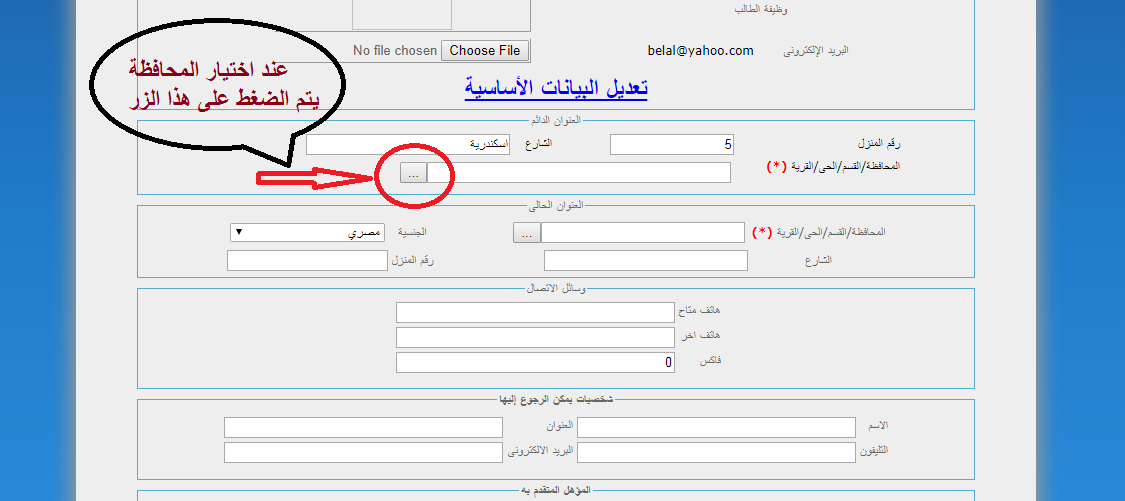 وظيفة الطالب
البريد الإلكترونى belal@yahoo.com Choose File No file chosen
عند اختيار المحافظة
يتم الضغط على هذا الزر
تعديل البيانات الأساسية
العنوان الدائم
رقم المنزل 5 الشارع اسكندرية
المحافظة/القسم/الحى/القرية (*) ...
العنوان الحالى
المحافظة/القسم/الحى/القرية (*) ... الجنسية مصري
الشارع رقم المنزل
وسائل الاتصال
هاتف متاح
هاتف اخر
فاكس 0
شخصيات يمكن الرجوع إليها
الاسم العنوان
التليفون البريد الالكترونى
المؤهل المتقدم به